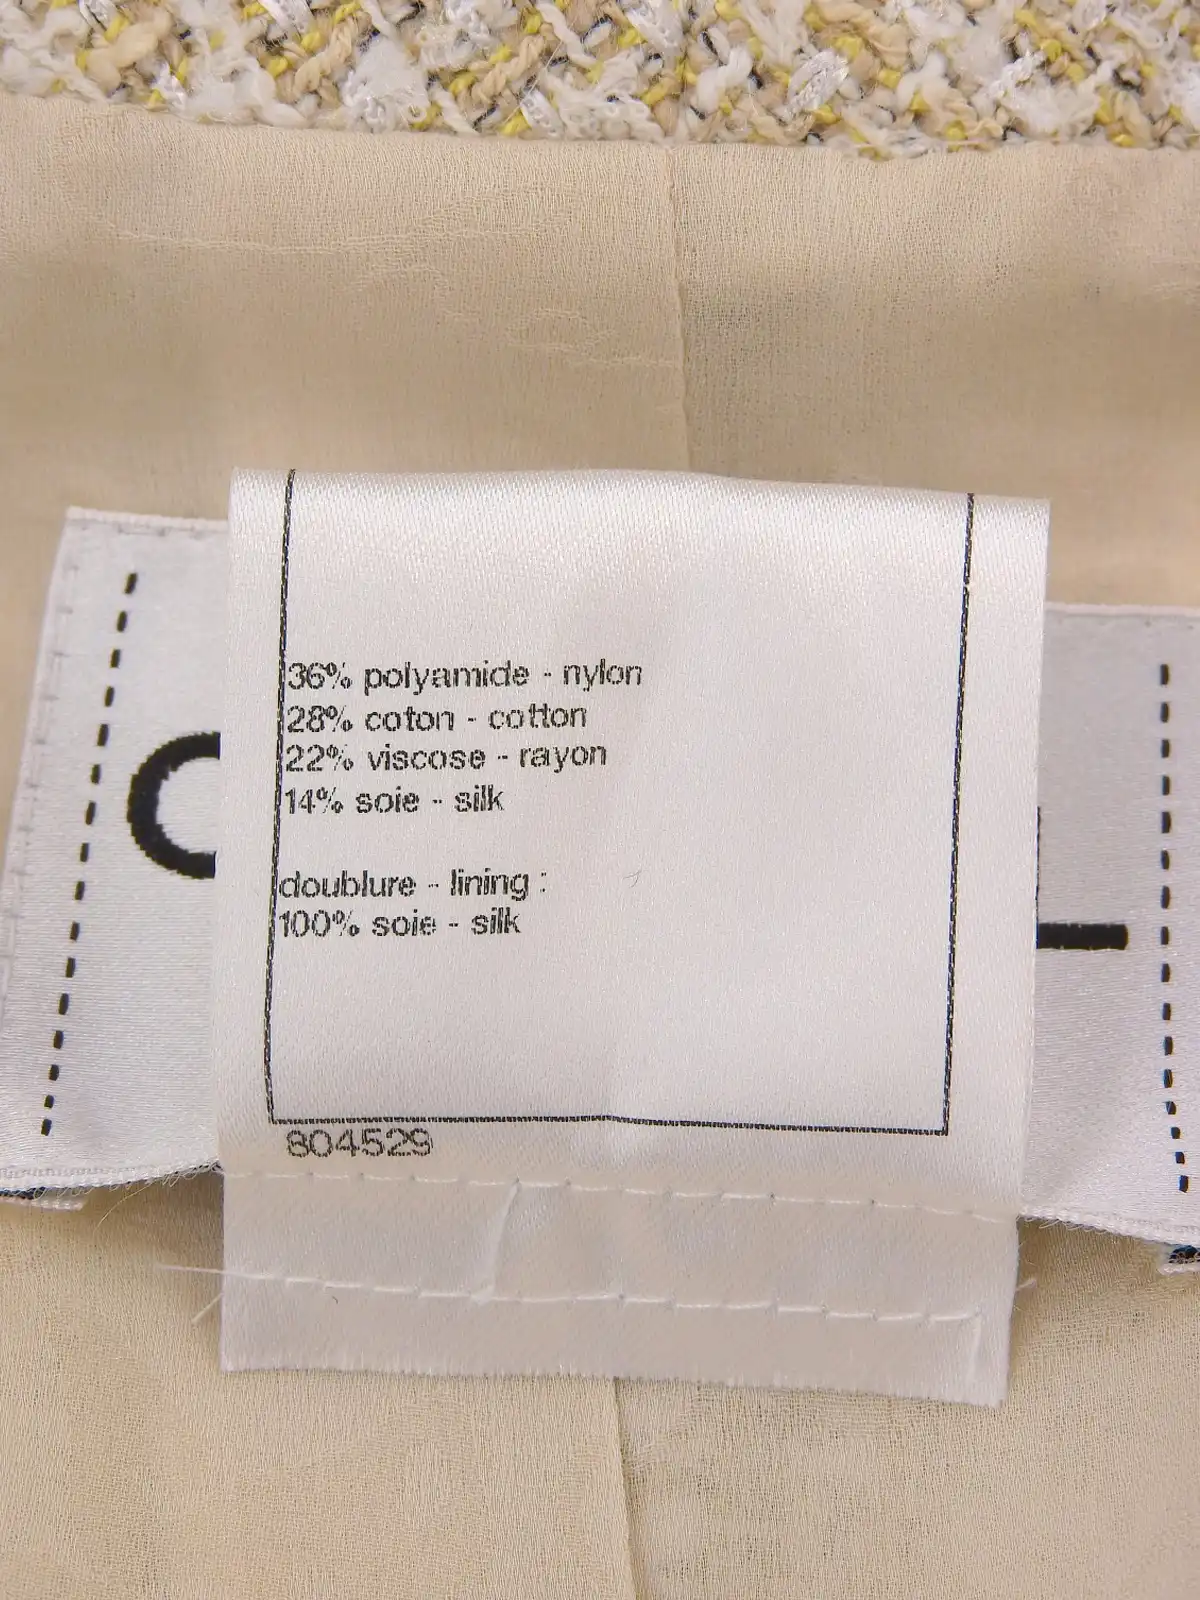 36% polyamide - nylon
28% coton - cotton
22% viscose - rayon
14% soie - silk
doublure - lining :
100% soie - silk
804529